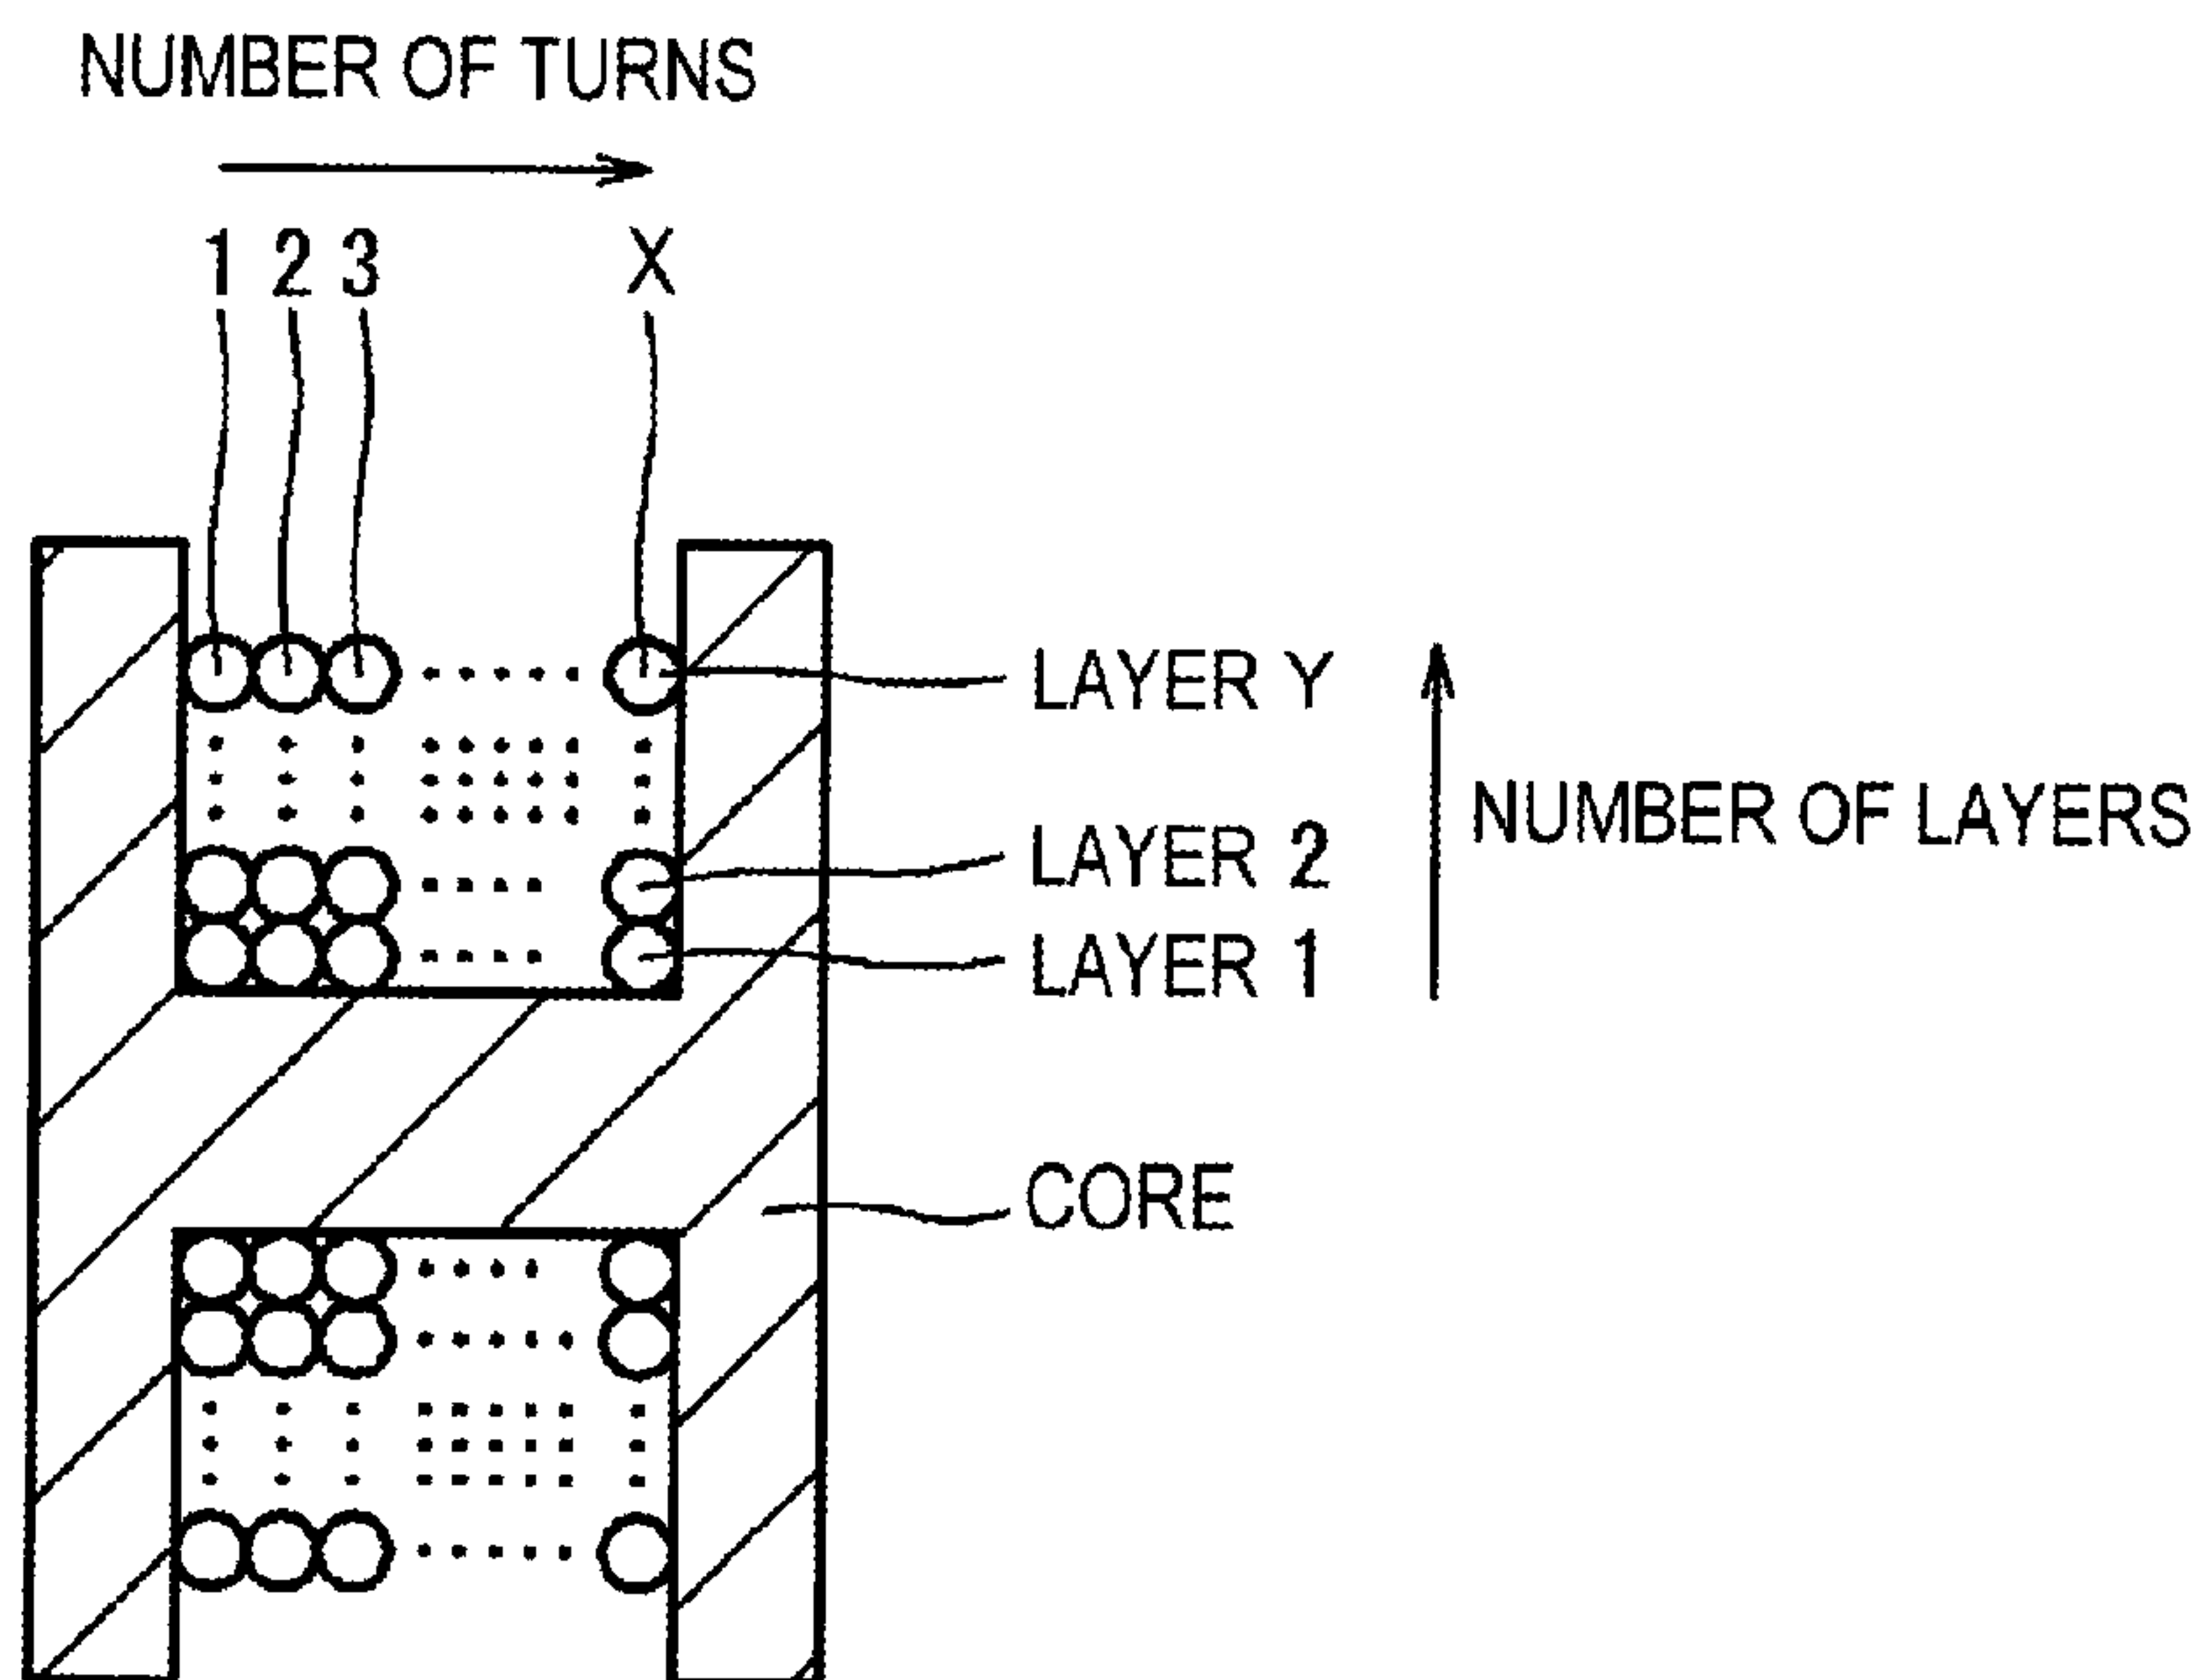 NUMBER OF TURNS
1 2 3 X
LAYER Y
NUMBER OF LAYERS
LAYER 2
LAYER 1
CORE